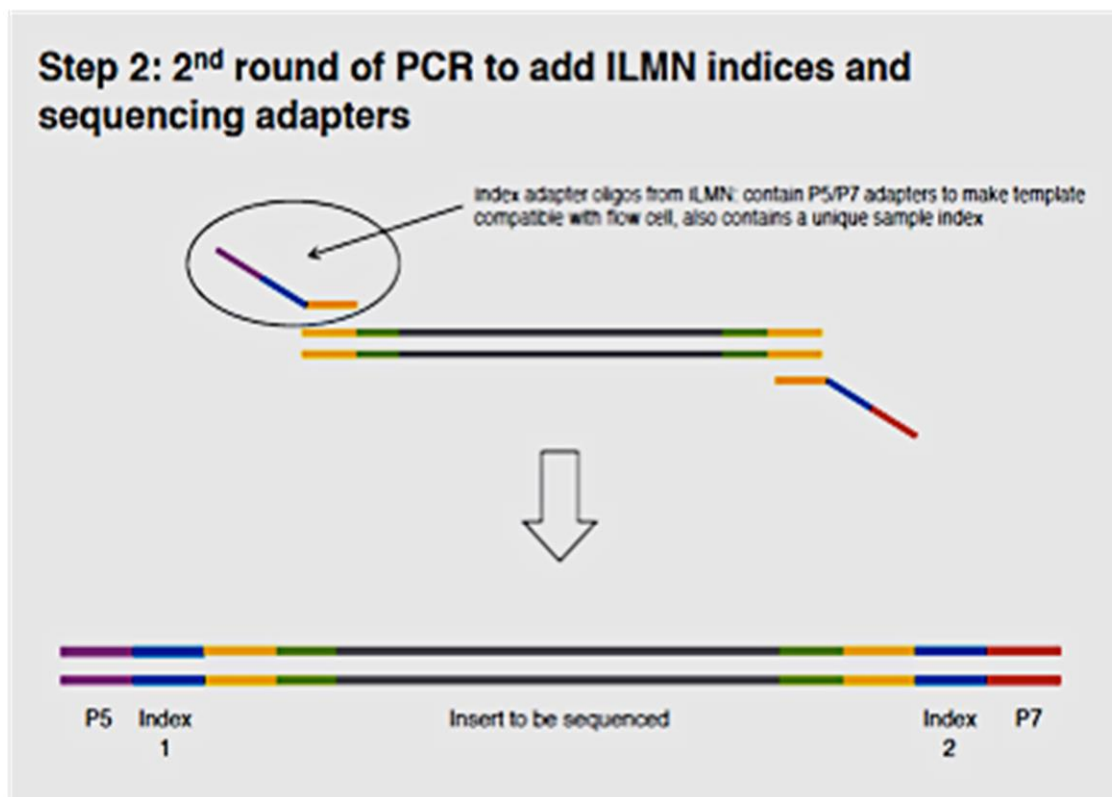 Step 2: 2nd round of PCR to add ILMN indices and
sequencing adapters
Index adapter oligos from ILMN: contain P5/P7 adapters to make template
compatible with flow cell, also contains a unique sample index
P5 Index Insert to be sequenced Index P7
1 2